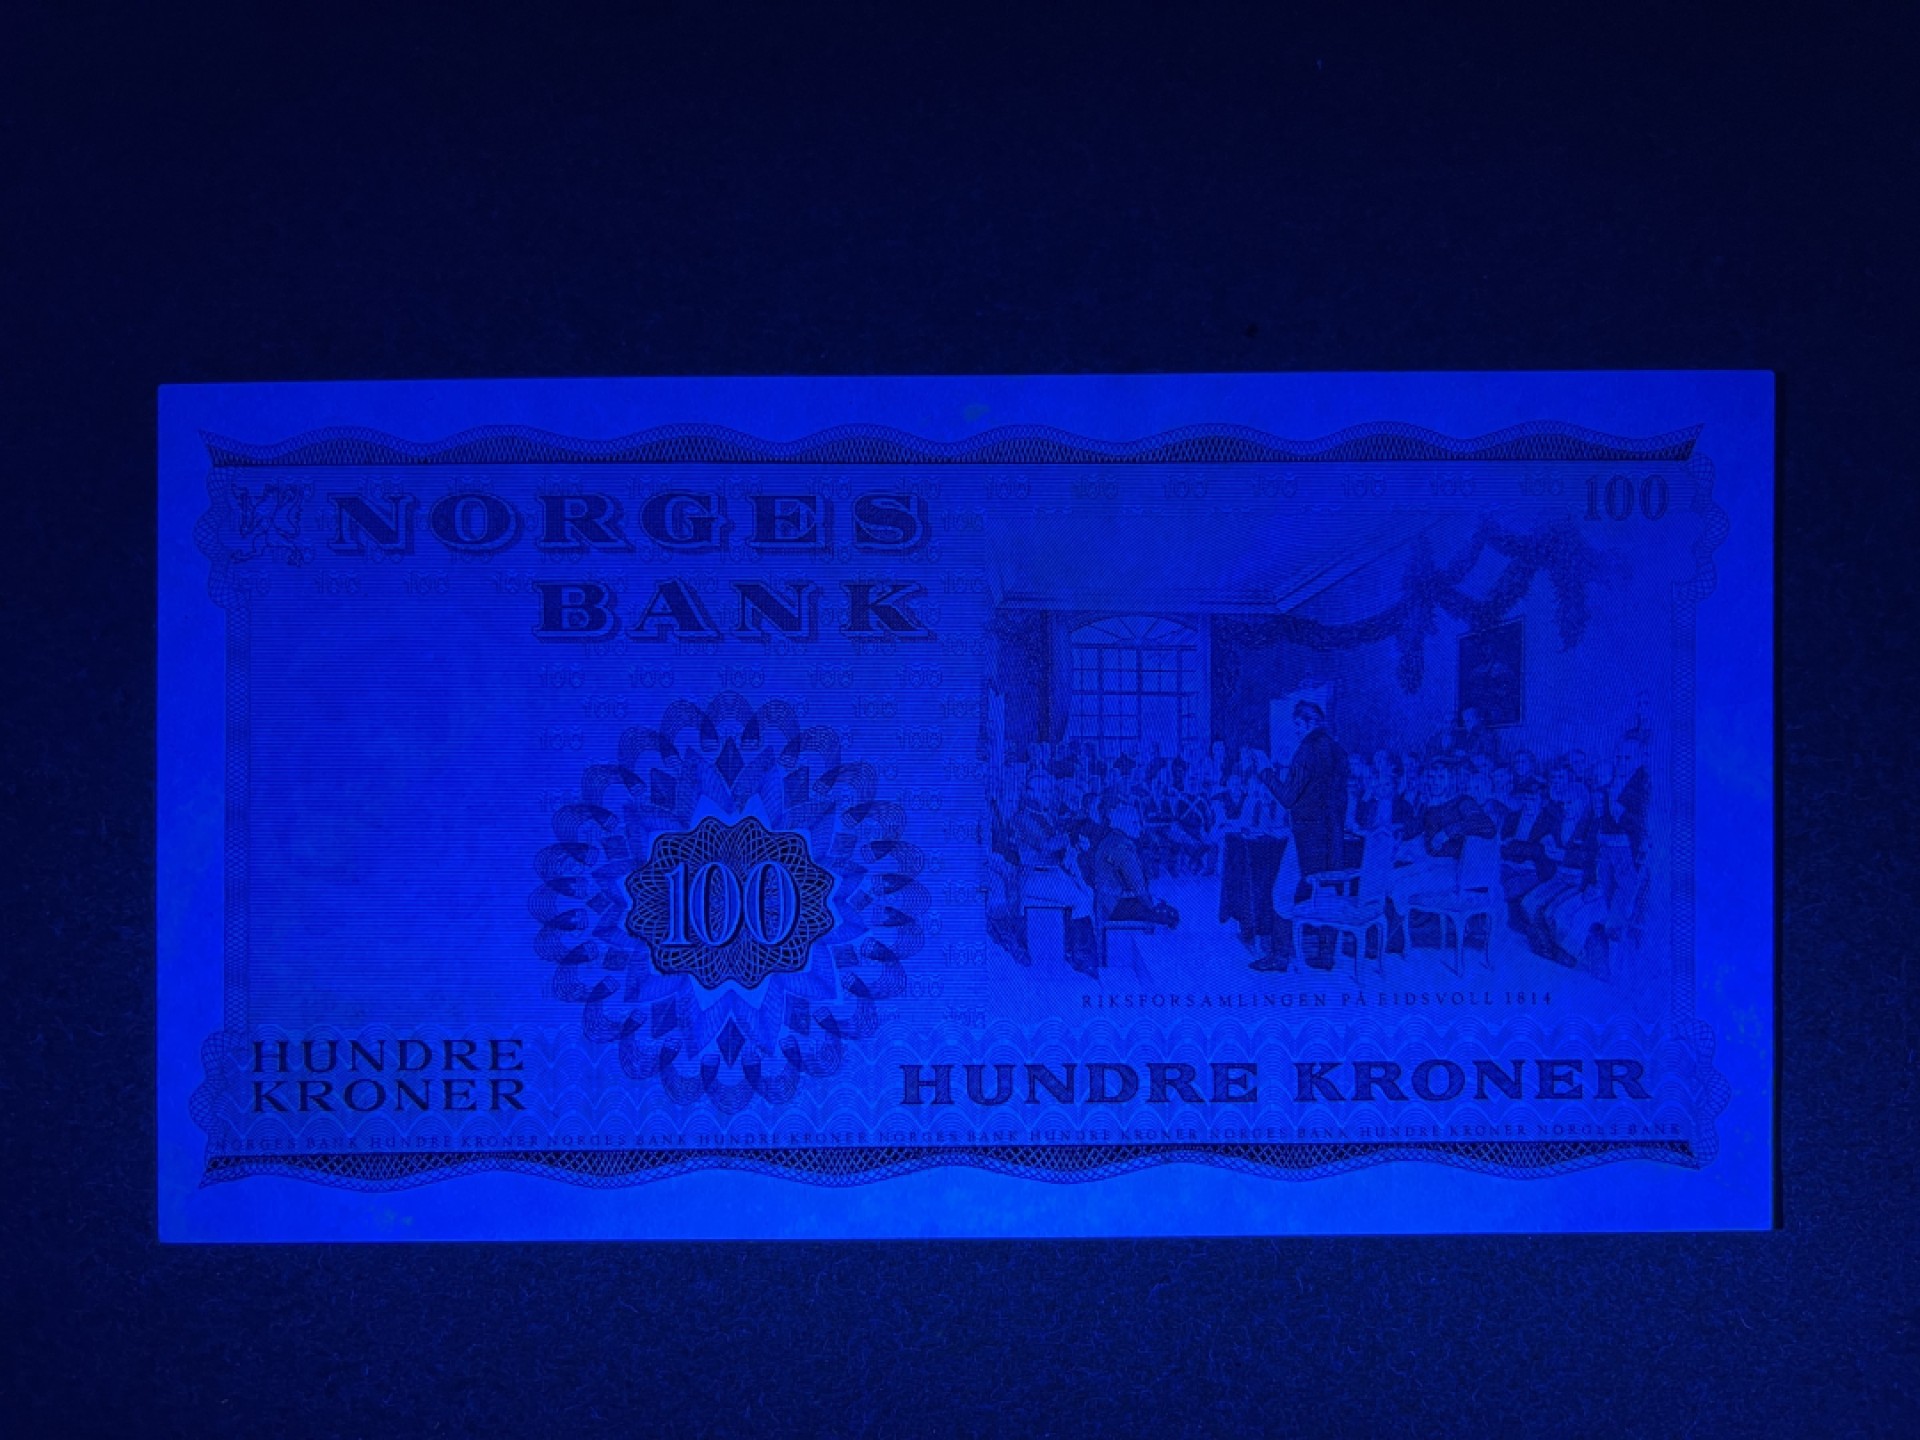 NORGES
BANK
100
100
RIKSFORSAMLINGEN PÅ EIDSVOLL 1814
HUNDRE
KRONER
HUNDRE KRONER
NORGES BANK HUNDRE KRONER NORGES BANK HUNDRE KRONER NORGES BANK HUNDRE KRONER NORGES BANK HUNDRE KRONER NORGES BANK